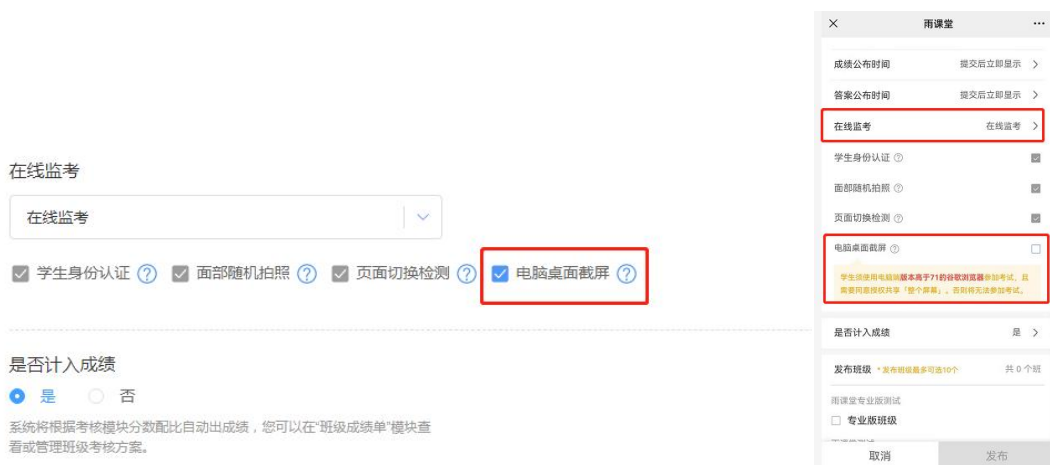 在线监考
在线监考
学生身份认证 ? 面部随机拍照 ? 页面切换检测 ? 电脑桌面截屏 ?
是否计入成绩
是 否
系统将根据考核模块分数配比自动出成绩，您可以在“班级成绩单”模块查
看或管理班级考核方案。
雨课堂
成绩公布时间 提交后立即显示
答案公布时间 提交后立即显示
在线监考 在线监考
学生身份认证 ?
面部随机拍照 ?
页面切换检测 ?
电脑桌面截屏 ?
学生须使用电脑端版本高于71的谷歌浏览器参加考试，且
需要同意授权共享「整个屏幕」，否则将无法参加考试。
是否计入成绩 是
发布班级 *发布班级最多可选10个 共 0 个班
雨课堂专业版测试
专业版班级
取消 发布